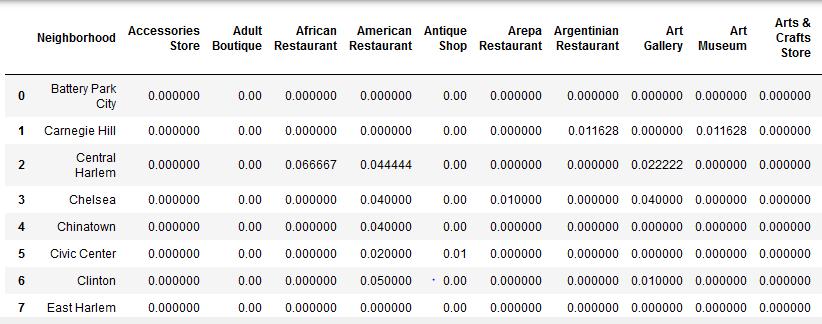 Neighborhood Accessories Store Adult Boutique African Restaurant American Restaurant Antique Shop Arepa Restaurant Argentinian Restaurant Art Gallery Art Museum Arts & Crafts Store
0 Battery Park City 0.000000 0.00 0.000000 0.000000 0.00 0.000000 0.000000 0.000000 0.000000 0.000000
1 Carnegie Hill 0.000000 0.00 0.000000 0.000000 0.00 0.000000 0.011628 0.000000 0.011628 0.000000
2 Central Harlem 0.000000 0.00 0.066667 0.044444 0.00 0.000000 0.000000 0.022222 0.000000 0.000000
3 Chelsea 0.000000 0.00 0.000000 0.040000 0.00 0.010000 0.000000 0.040000 0.000000 0.000000
4 Chinatown 0.000000 0.00 0.000000 0.040000 0.00 0.000000 0.000000 0.000000 0.000000 0.000000
5 Civic Center 0.000000 0.00 0.000000 0.020000 0.01 0.000000 0.000000 0.000000 0.000000 0.000000
6 Clinton 0.000000 0.00 0.000000 0.050000 0.00 0.000000 0.000000 0.010000 0.000000 0.000000
7 East Harlem 0.000000 0.00 0.000000 0.000000 0.00 0.000000 0.000000 0.000000 0.000000 0.000000